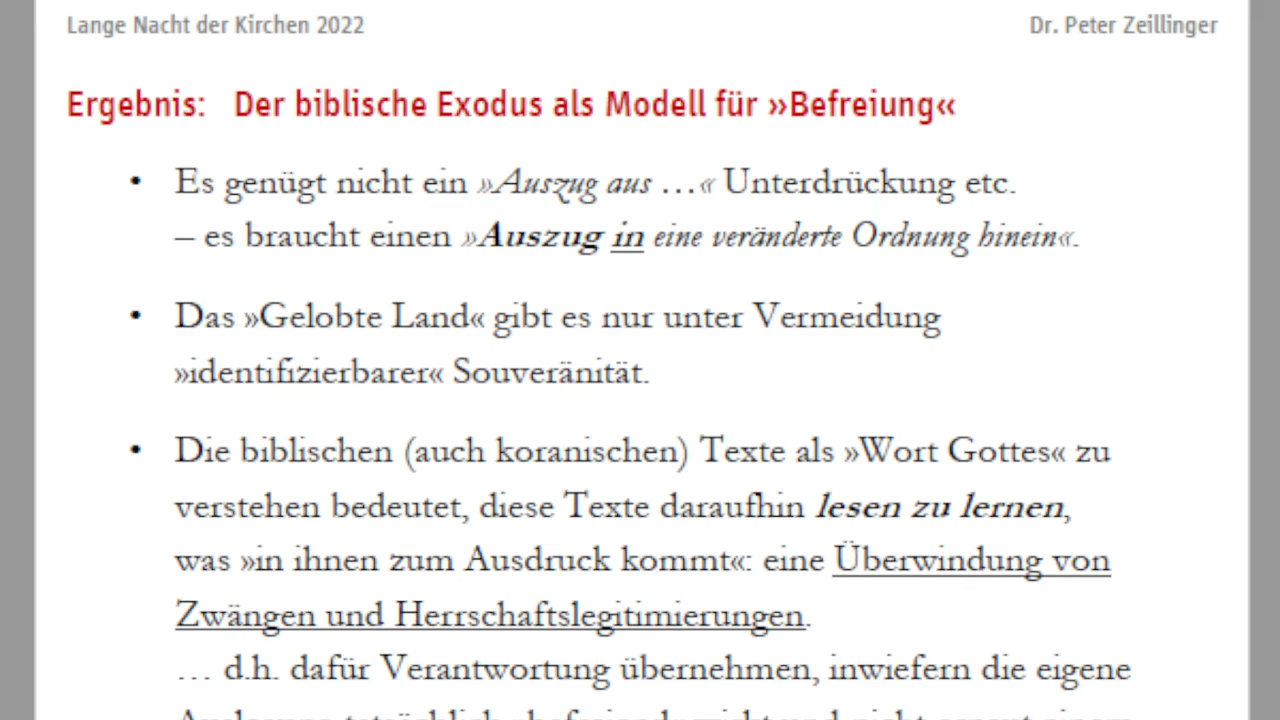 Lange Nacht der Kirchen 2022 Dr. Peter Zeillinger
Ergebnis: Der biblische Exodus als Modell für »Befreiung«
• Es genügt nicht ein »Auszug aus …« Unterdrückung etc.
– es braucht einen »Auszug in eine veränderte Ordnung hinein«.
• Das »Gelobte Land« gibt es nur unter Vermeidung
»identifizierbarer« Souveränität.
• Die biblischen (auch koranischen) Texte als »Wort Gottes« zu
verstehen bedeutet, diese Texte daraufhin lesen zu lernen,
was »in ihnen zum Ausdruck kommt«: eine Überwindung von
Zwängen und Herrschaftslegitimierungen.
… d.h. dafür Verantwortung übernehmen, inwiefern die eigene